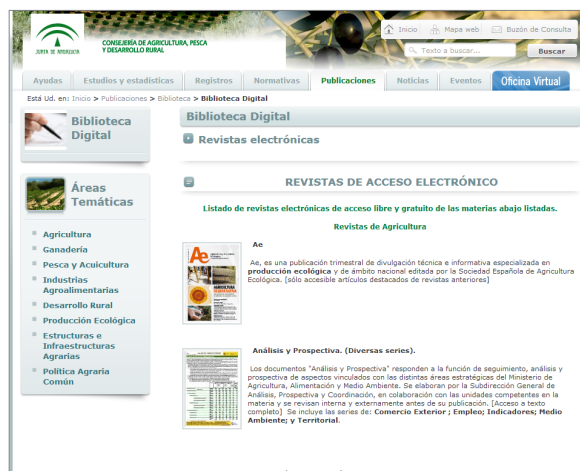 Inicio Mapa web Buzón de Consulta
JUNTA DE ANDALUCIA
CONSEJERÍA DE AGRICULTURA, PESCA
Y DESARROLLO RURAL
Texto a buscar... Buscar
Ayudas Estudios y estadísticas Registros Normativas Publicaciones Noticias Eventos Oficina Virtual
Está Ud. en: Inicio > Publicaciones > Biblioteca > Biblioteca Digital
Biblioteca
Digital
Áreas
Temáticas
Agricultura
Ganadería
Pesca y Acuicultura
Industrias
Agroalimentarias
Desarrollo Rural
Producción Ecológica
Estructuras e
Infraestructuras
Agrarias
Política Agraria
Común
Biblioteca Digital
Revistas electrónicas
REVISTAS DE ACCESO ELECTRÓNICO
Listado de revistas electrónicas de acceso libre y gratuito de las materias abajo listadas.
Revistas de Agricultura
Ae
Ae
Ae, es una publicación trimestral de divulgación técnica e informativa especializada en
producción ecológica y de ámbito nacional editada por la Sociedad Española de Agricultura
Ecológica. [sólo accesible artículos destacados de revistas anteriores]
Análisis y Prospectiva. (Diversas series).
Los documentos "Análisis y Prospectiva" responden a la función de seguimiento, análisis y
prospectiva de aspectos vinculados con las distintas áreas estratégicas del Ministerio de
Agricultura, Alimentación y Medio Ambiente. Se elaboran por la Subdirección General de
Análisis, Prospectiva y Coordinación, en colaboración con las unidades competentes en la
materia y se revisan interna y externamente antes de su publicación. [Acceso a texto
completo] Se incluye las series de: Comercio Exterior ; Empleo; Indicadores; Medio
Ambiente; y Territorial.